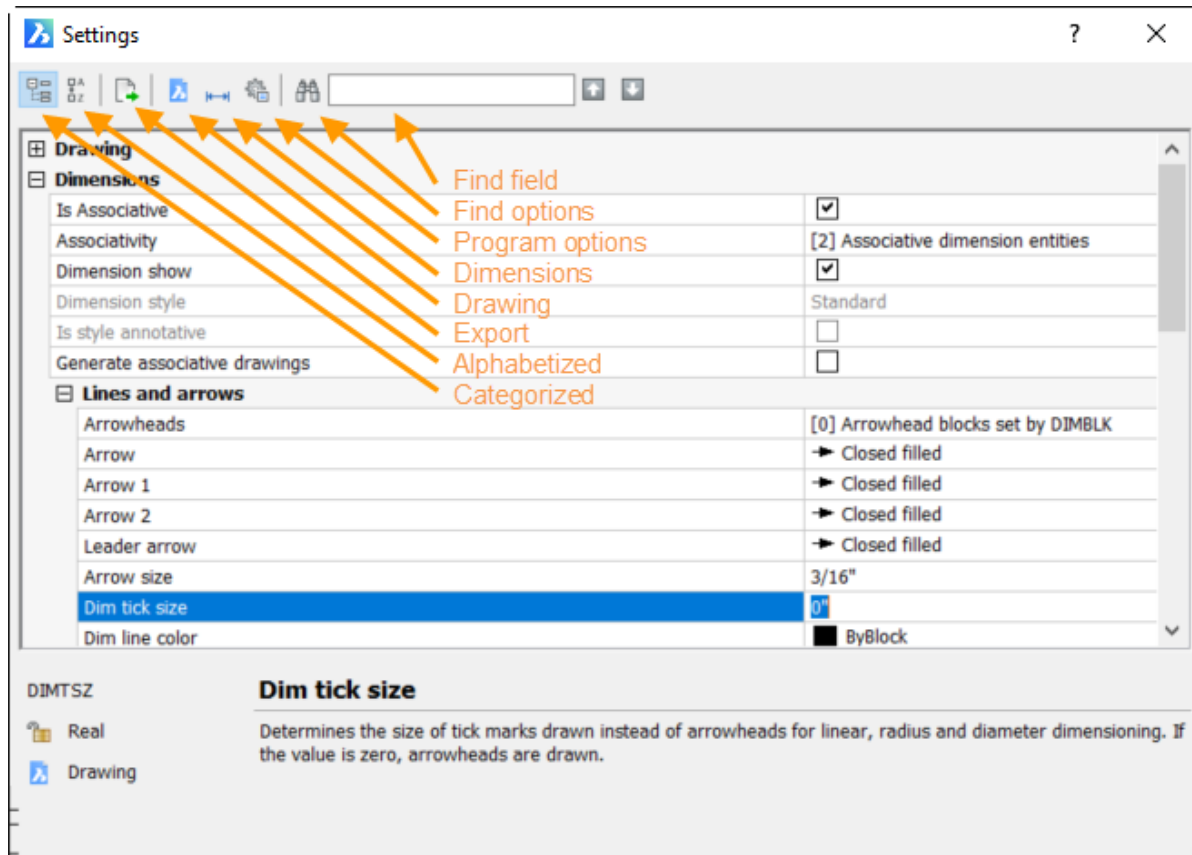 Settings ?
Drawing
Dimensions
Find field
Is Associative
Find options
Associativity
Program options
[2] Associative dimension entities
Dimension show
Dimensions
Dimension style
Drawing
Standard
Is style annotative
Export
Generate associative drawings
Alphabetized
Lines and arrows
Categorized
Arrowheads
[0] Arrowhead blocks set by DIMBLK
Arrow
Closed filled
Arrow 1
Closed filled
Arrow 2
Closed filled
Leader arrow
Closed filled
Arrow size
3/16"
Dim tick size
0"
Dim line color
ByBlock
DIMTSZ
Dim tick size
Real
Determines the size of tick marks drawn instead of arrowheads for linear, radius and diameter dimensioning. If
the value is zero, arrowheads are drawn.
Drawing